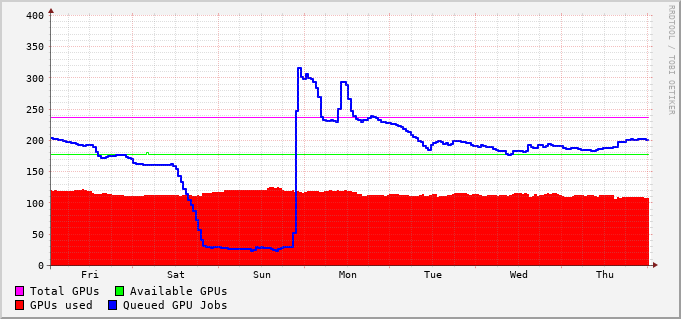 400
350
300
250
200
150
100
50
0
Fri Sat Sun Mon Tue Wed Thu
Total GPUs Available GPUs
GPUs used Queued GPU Jobs
RRDTOOL / TOBI OETIKER